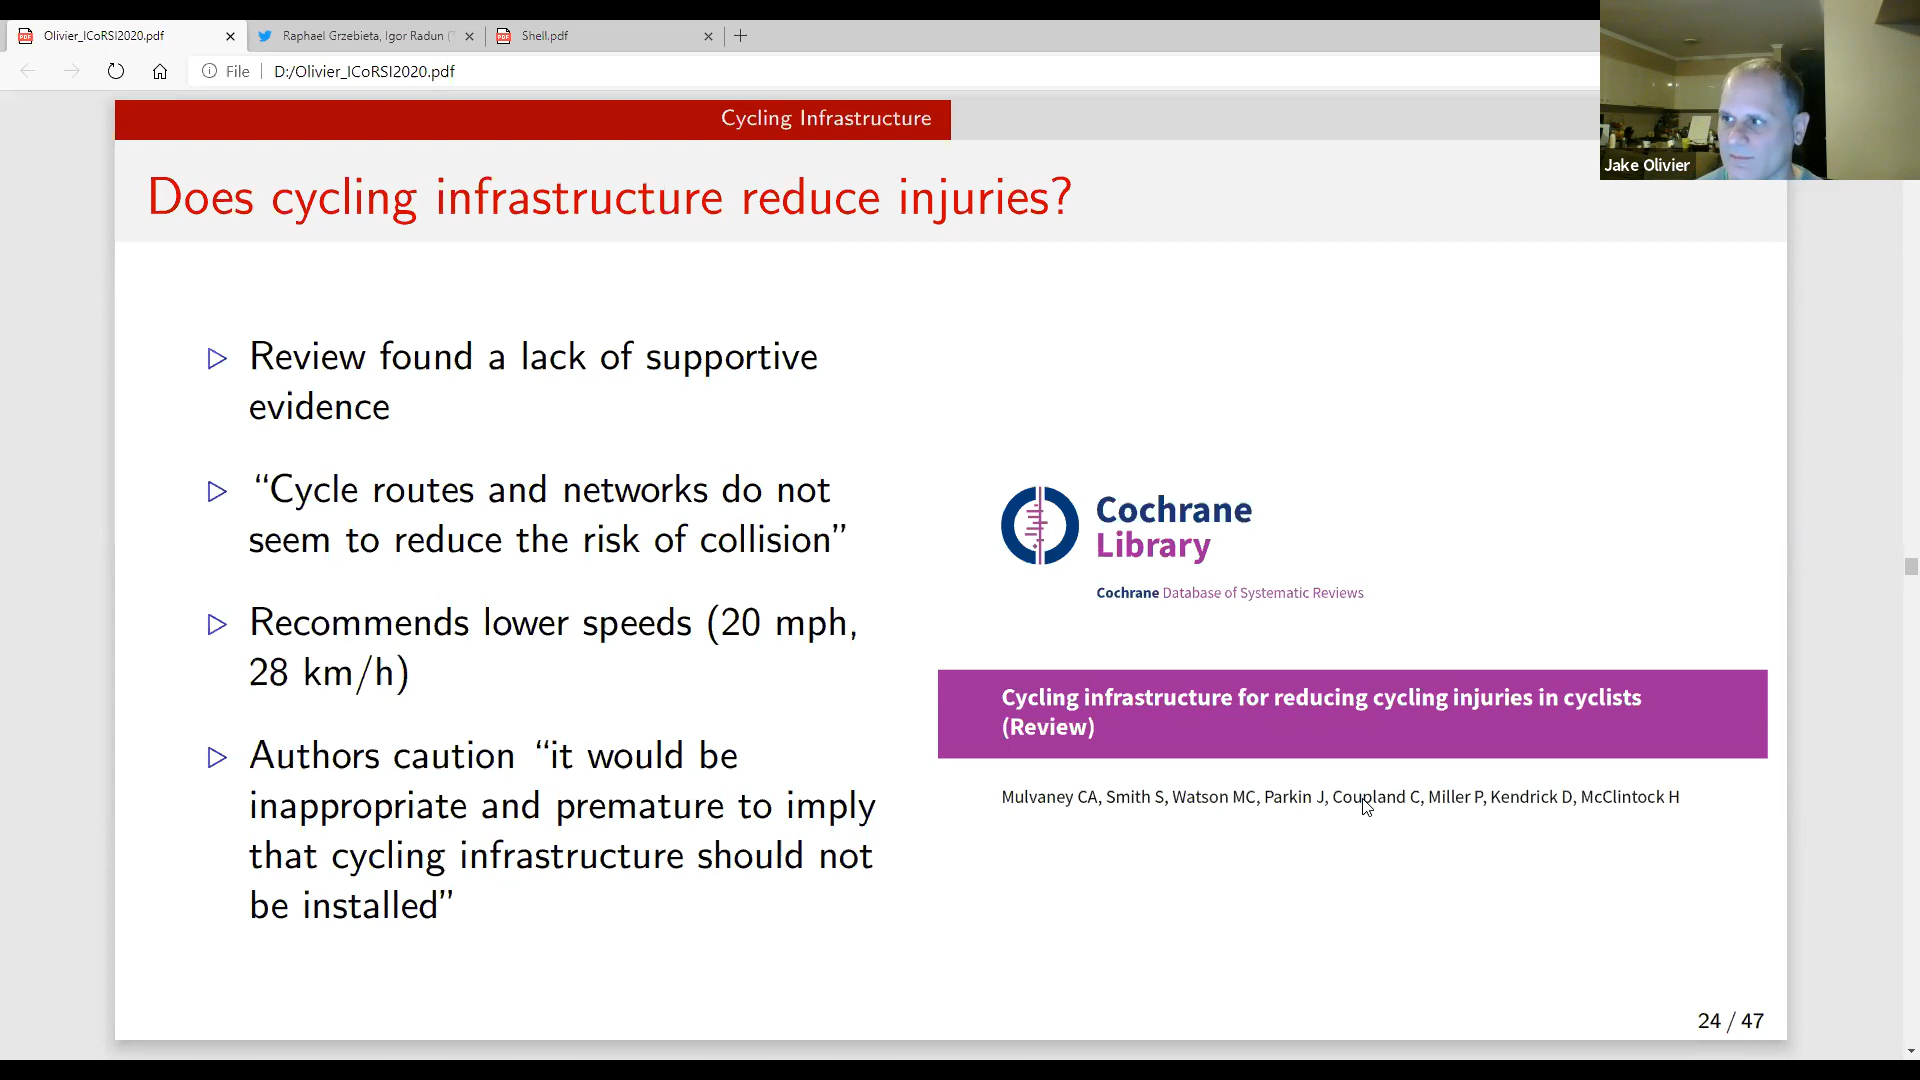 Olivier_ICoRSI2020.pdf
Raphael Grzebieta, Igor Radun (
Shell.pdf
File
D:/Olivier_ICoRSI2020.pdf
Jake Olivier
Cycling Infrastructure
Does cycling infrastructure reduce injuries?
▷ Review found a lack of supportive
evidence
▷ “Cycle routes and networks do not
seem to reduce the risk of collision”
▷ Recommends lower speeds (20 mph,
28 km/h)
▷ Authors caution “it would be
inappropriate and premature to imply
that cycling infrastructure should not
be installed”
Cochrane
Library
Cochrane Database of Systematic Reviews
Cycling infrastructure for reducing cycling injuries in cyclists
(Review)
Mulvaney CA, Smith S, Watson MC, Parkin J, Coupland C, Miller P, Kendrick D, McClintock H
24 / 47